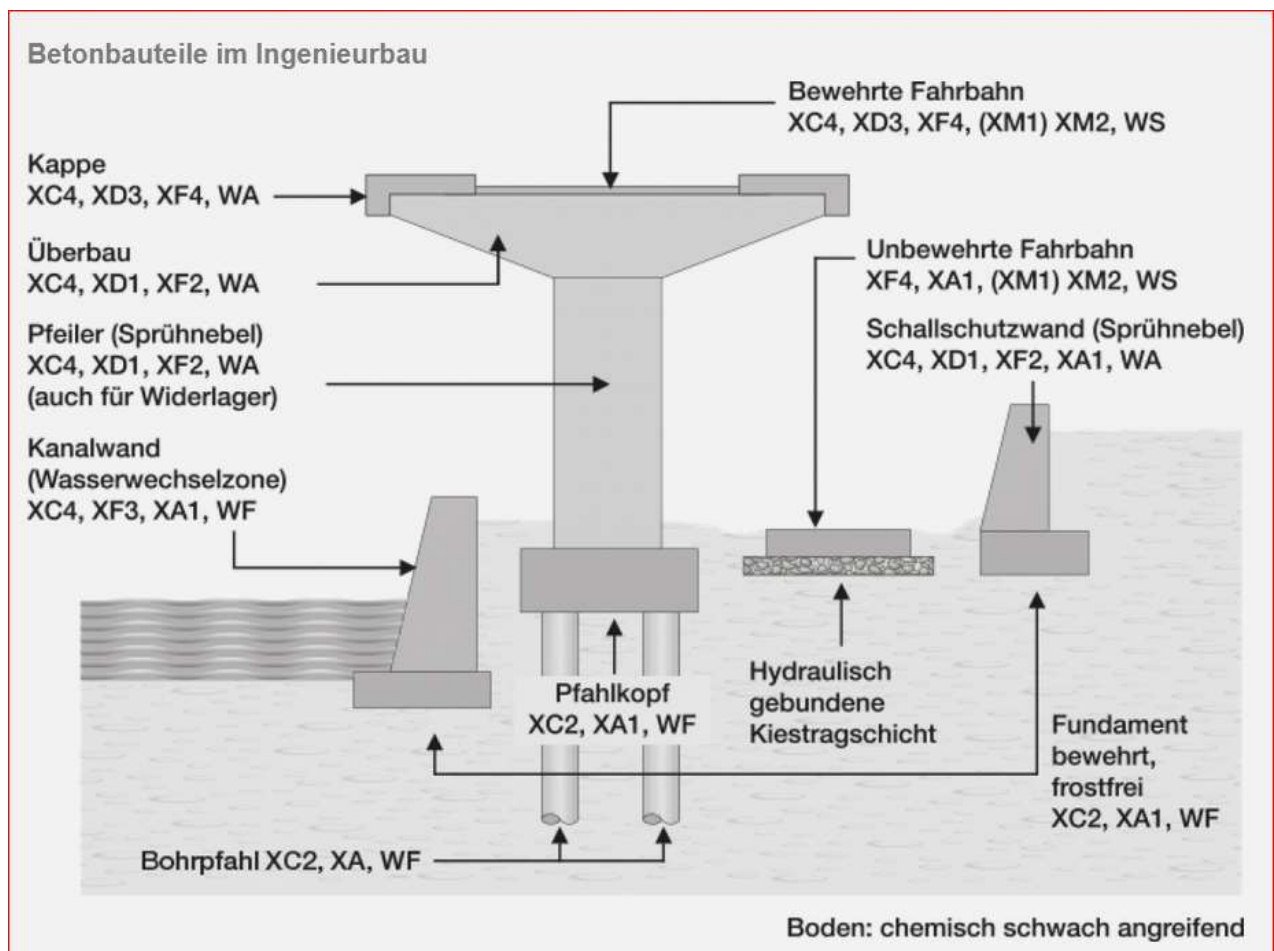 Betonbauteile im Ingenieurbau
Bewehrte Fahrbahn
XC4, XD3, XF4, (XM1) XM2, WS
Kappe
XC4, XD3, XF4, WA
Überbau
XC4, XD1, XF2, WA
Unbewehrte Fahrbahn
XF4, XA1, (XM1) XM2, WS
Pfeiler (Sprühnebel)
XC4, XD1, XF2, WA
(auch für Widerlager)
Schallschutzwand (Sprühnebel)
XC4, XD1, XF2, XA1, WA
Kanalwand
(Wasserwechselzone)
XC4, XF3, XA1, WF
Pfahlkopf
XC2, XA1, WF
Hydraulisch
gebundene
Kiestragschicht
Fundament
bewehrt,
frostfrei
XC2, XA1, WF
Bohrpfahl XC2, XA, WF
Boden: chemisch schwach angreifend